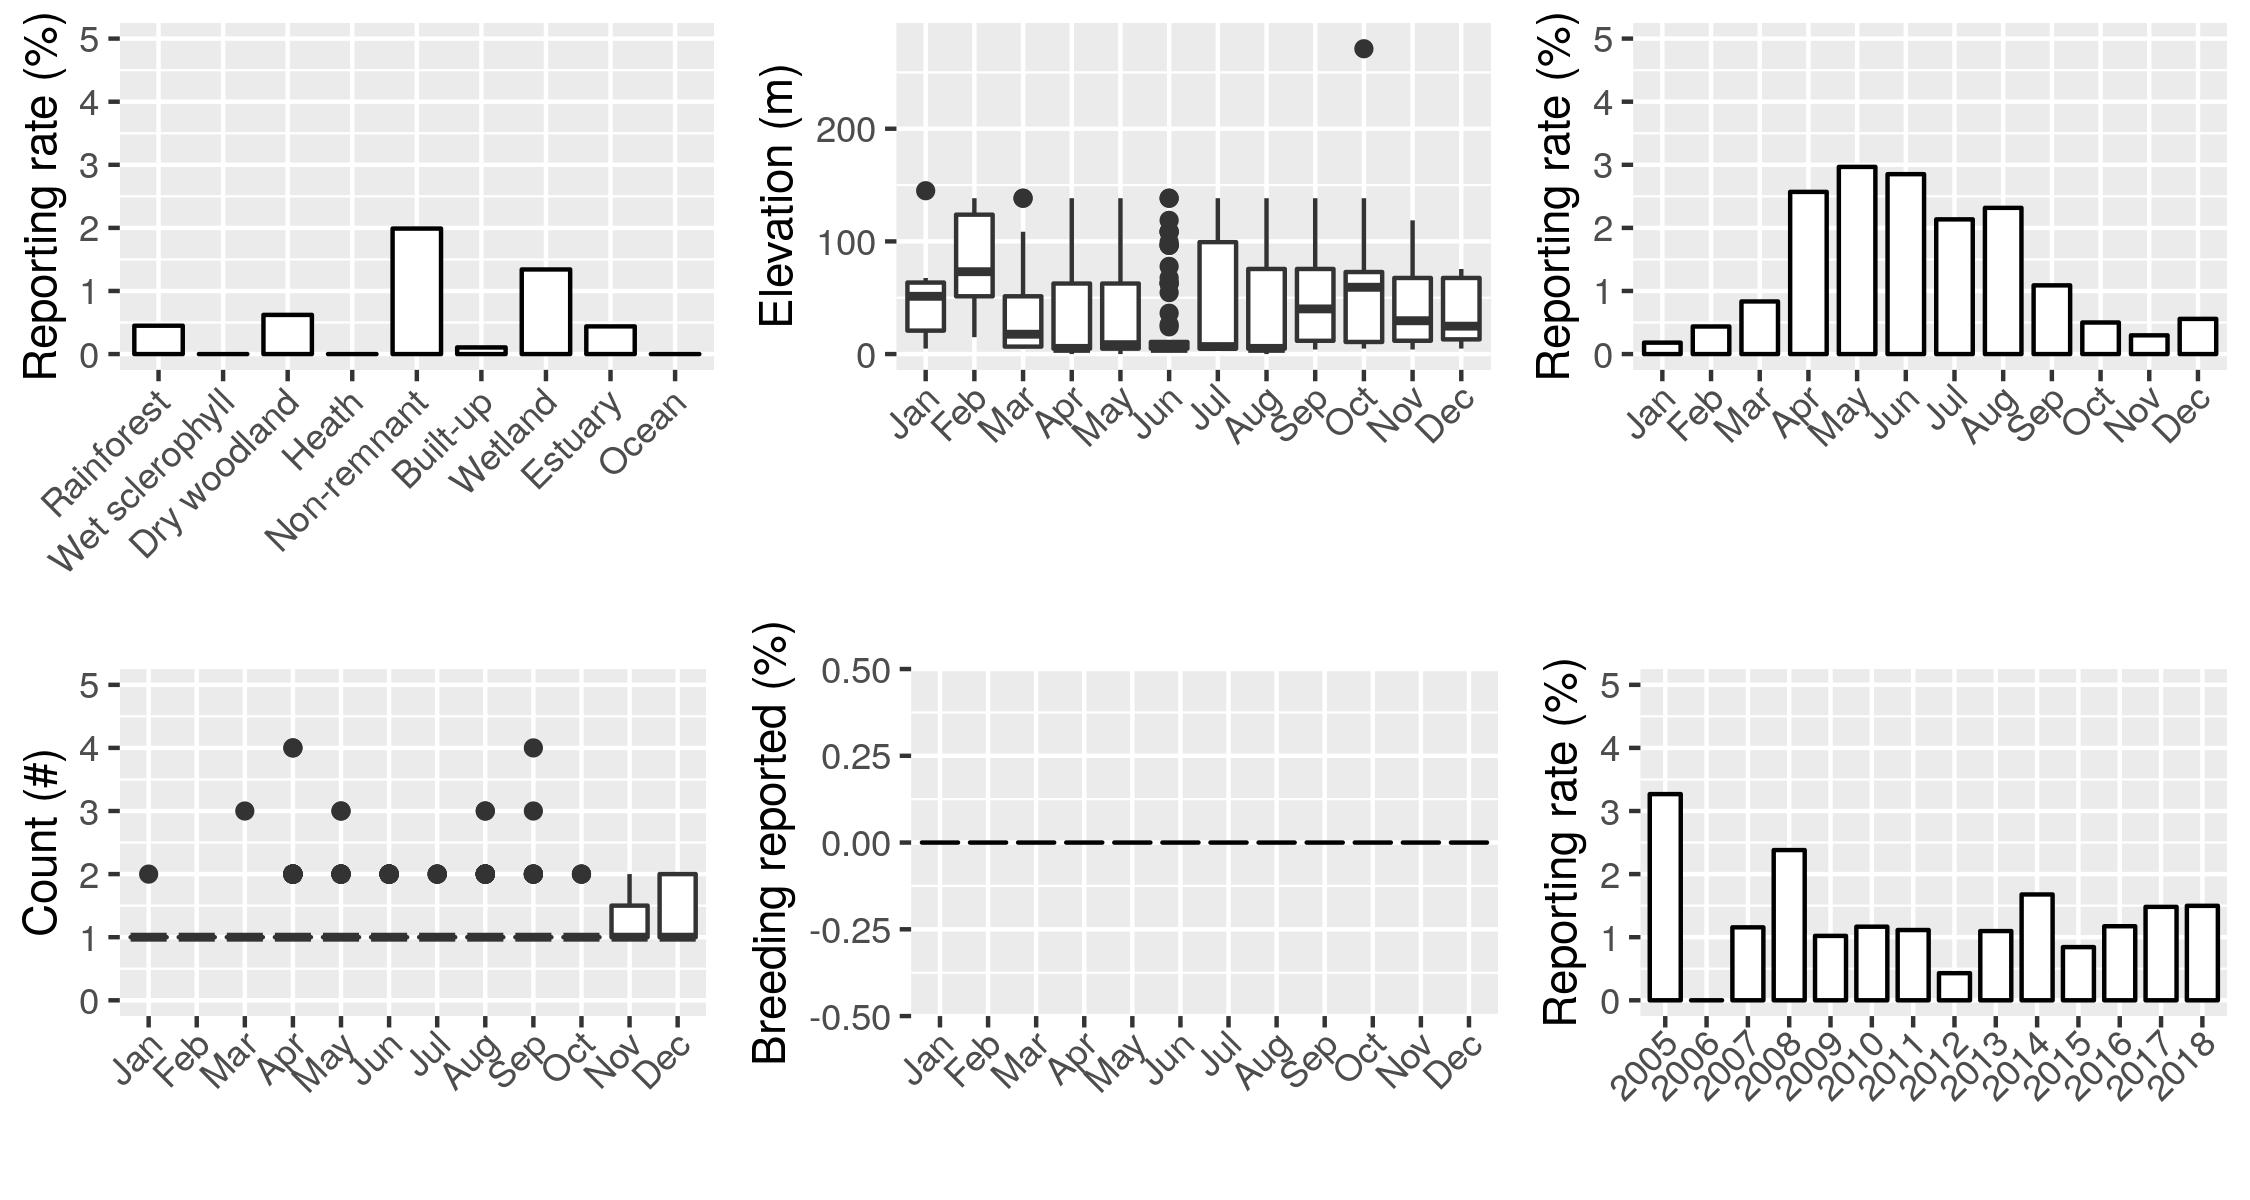 Reporting rate (%)
5
4
3
2
1
0
Rainforest
Wet sclerophyll
Dry woodland
Heath
Non-remnant
Built-up
Wetland
Estuary
Ocean
Elevation (m)
200
100
0
Jan
Feb
Mar
Apr
May
Jun
Jul
Aug
Sep
Oct
Nov
Dec
Reporting rate (%)
5
4
3
2
1
0
Jan
Feb
Mar
Apr
May
Jun
Jul
Aug
Sep
Oct
Nov
Dec
Count (#)
5
4
3
2
1
0
Jan
Feb
Mar
Apr
May
Jun
Jul
Aug
Sep
Oct
Nov
Dec
Breeding reported (%)
0.50
0.25
0.00
-0.25
-0.50
Jan
Feb
Mar
Apr
May
Jun
Jul
Aug
Sep
Oct
Nov
Dec
Reporting rate (%)
5
4
3
2
1
0
2005
2006
2007
2008
2009
2010
2011
2012
2013
2014
2015
2016
2017
2018